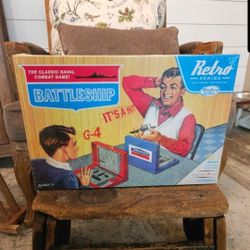 THE CLASSIC NAVAL
COMBAT GAME!
BATTLESHIP
Retro
SERIES
Hasbro
IT'S A HIT
G-4